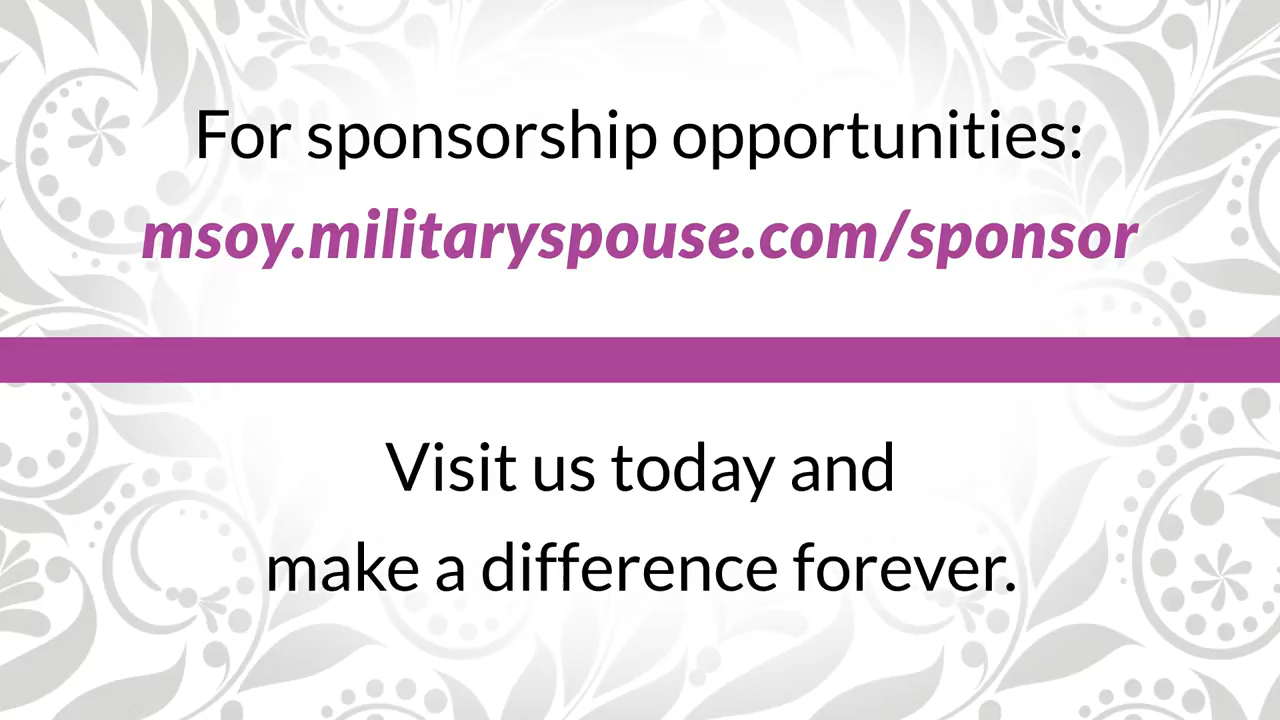 For sponsorship opportunities:
msoy.militaryspouse.com/sponsor
Visit us today and
make a difference forever.